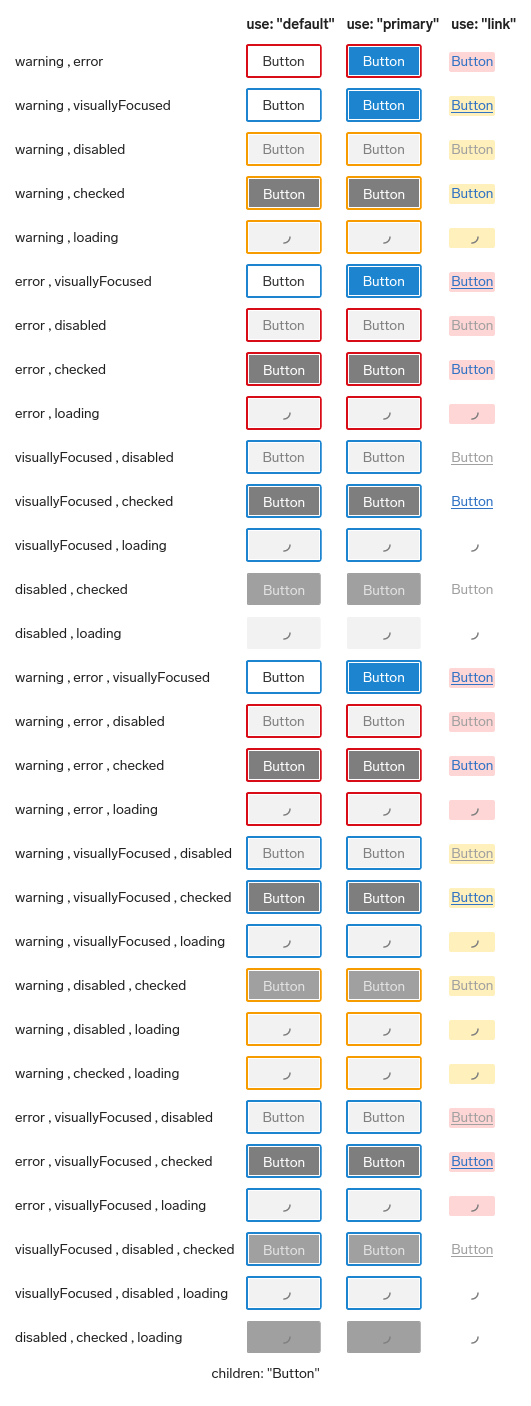 use: "default" use: "primary" use: "link"
warning , error Button Button Button
warning , visuallyFocused Button Button Button
warning , disabled Button Button Button
warning , checked Button Button Button
warning , loading
error , visuallyFocused Button Button Button
error , disabled Button Button Button
error , checked Button Button Button
error , loading
visuallyFocused , disabled Button Button Button
visuallyFocused , checked Button Button Button
visuallyFocused , loading
disabled , checked Button Button Button
disabled , loading
warning , error , visuallyFocused Button Button Button
warning , error , disabled Button Button Button
warning , error , checked Button Button Button
warning , error , loading
warning , visuallyFocused , disabled Button Button Button
warning , visuallyFocused , checked Button Button Button
warning , visuallyFocused , loading
warning , disabled , checked Button Button Button
warning , disabled , loading
warning , checked , loading
error , visuallyFocused , disabled Button Button Button
error , visuallyFocused , checked Button Button Button
error , visuallyFocused , loading
visuallyFocused , disabled , checked Button Button Button
visuallyFocused , disabled , loading
disabled , checked , loading
children: "Button"